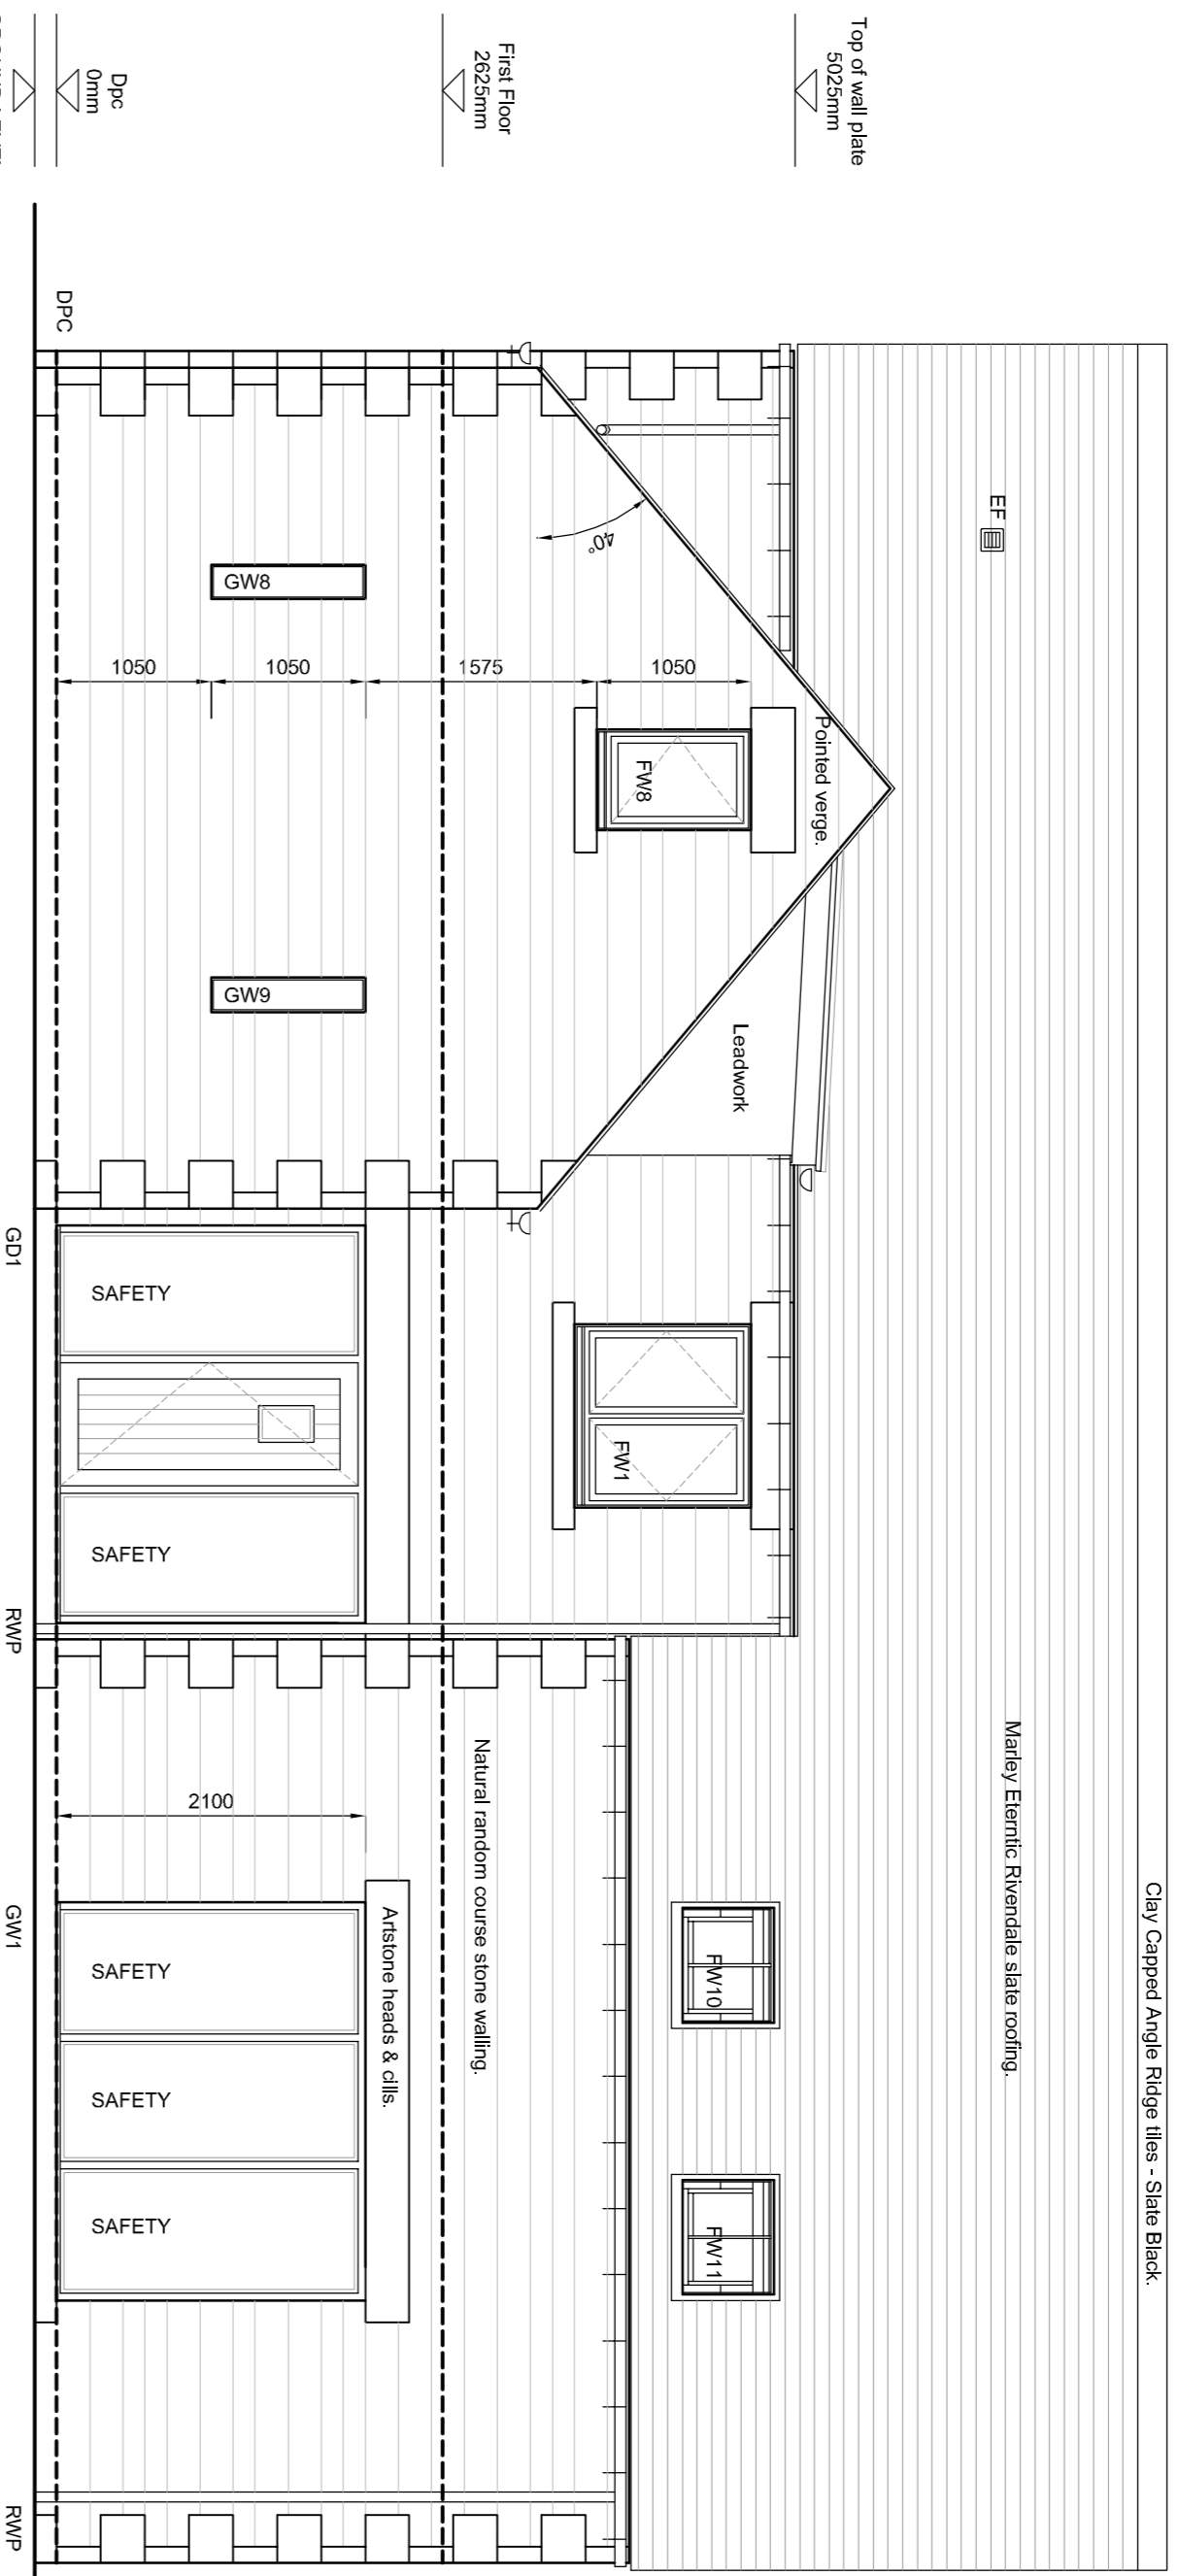 Clay Capped Angle Ridge tiles - Slate Black.
Marley Eterntic Rivendale slate roofing.
EF
Top of wall plate
5025mm
Pointed verge.
Leadwork
FW10
FW11
40°
1050
1050
1575
1050
FW8
FW1
First Floor
2625mm
Natural random course stone walling.
Artstone heads & cills.
GW8
GW9
2100
SAFETY
SAFETY
SAFETY
SAFETY
SAFETY
Dpc
0mm
DPC
GD1
RWP
GW1
RWP